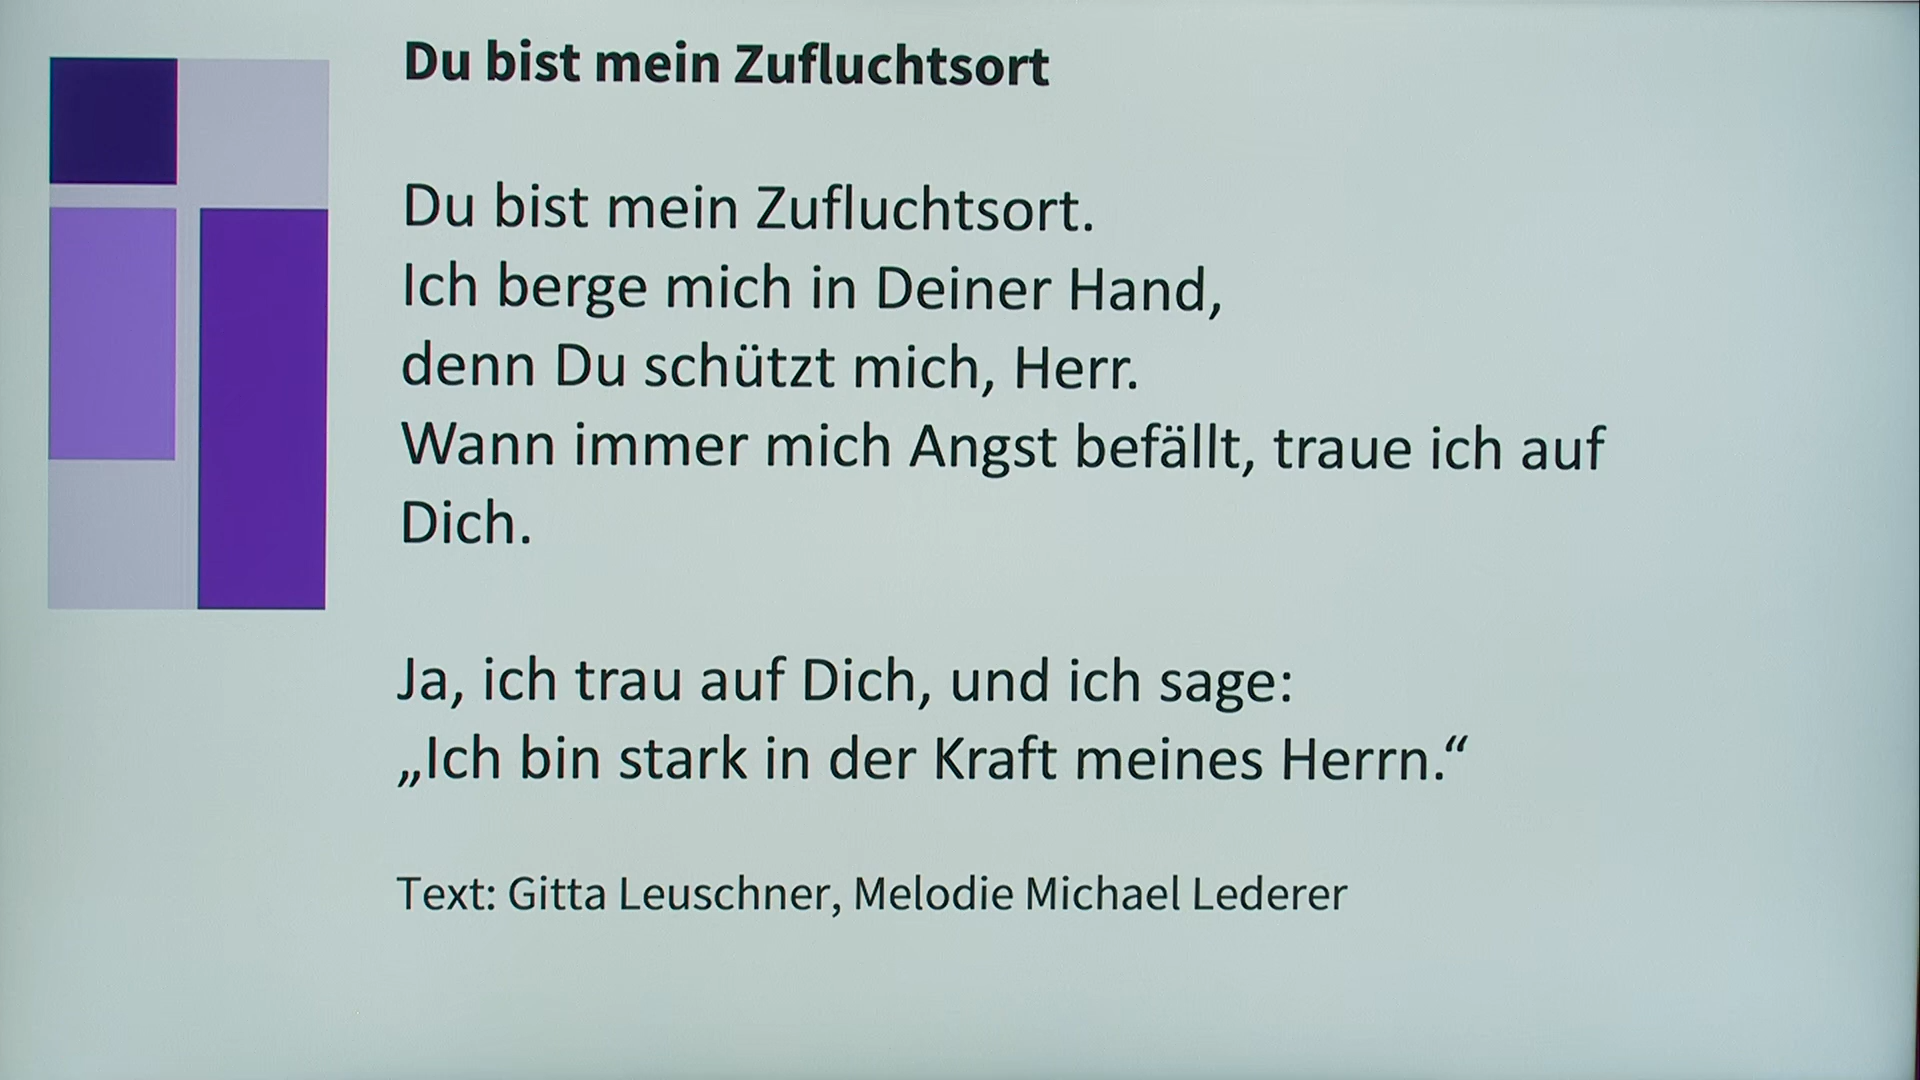 Du bist mein Zufluchtsort
Du bist mein Zufluchtsort.
Ich berge mich in Deiner Hand,
denn Du schützt mich, Herr.
Wann immer mich Angst befällt, traue ich auf
Dich.
Ja, ich trau auf Dich, und ich sage:
„Ich bin stark in der Kraft meines Herrn.“
Text: Gitta Leuschner, Melodie Michael Lederer